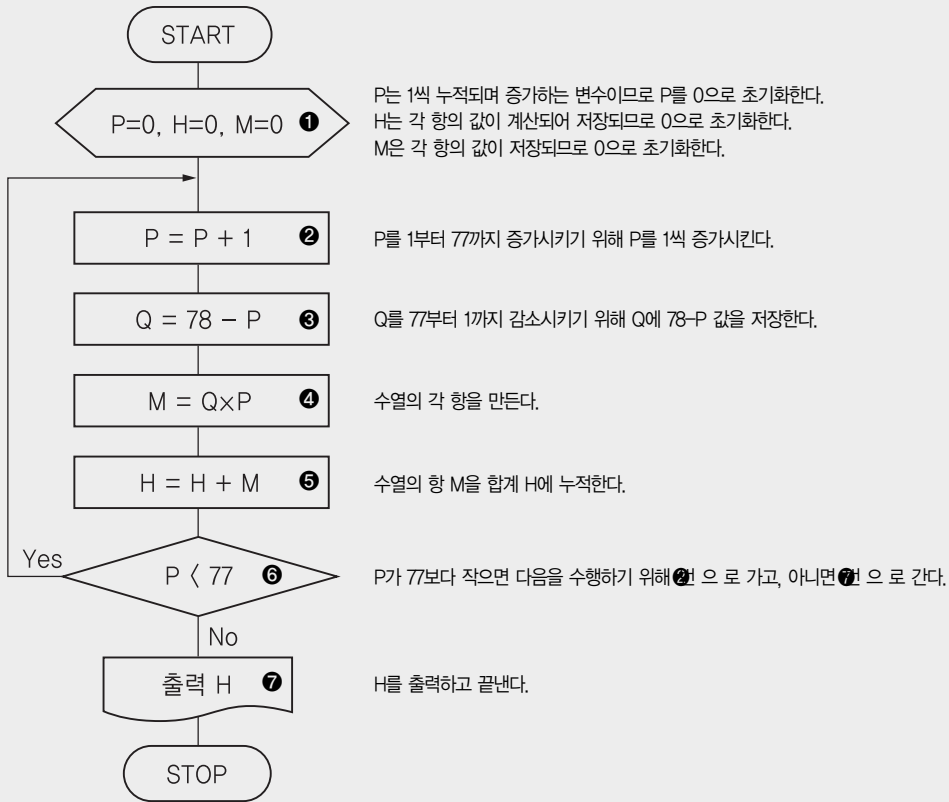 START
P=0, H=0, M=0 ❶
P는 1씩 누적되며 증가하는 변수이므로 P를 0으로 초기화한다.
H는 각 항의 값이 계산되어 저장되므로 0으로 초기화한다.
M은 각 항의 값이 저장되므로 0으로 초기화한다.
P = P + 1 ❷
P를 1부터 77까지 증가시키기 위해 P를 1씩 증가시킨다.
Q = 78 − P ❸
Q를 77부터 1까지 감소시키기 위해 Q에 78-P 값을 저장한다.
M = Q×P ❹
수열의 각 항을 만든다.
H = H + M ❺
수열의 항 M을 합계 H에 누적한다.
Yes
P < 77 ❻
P가 77보다 작으면 다음을 수행하기 위해 ❷번 으 로 가고, 아니면 ❼번 으 로 간다.
No
출력 H ❼
H를 출력하고 끝낸다.
STOP